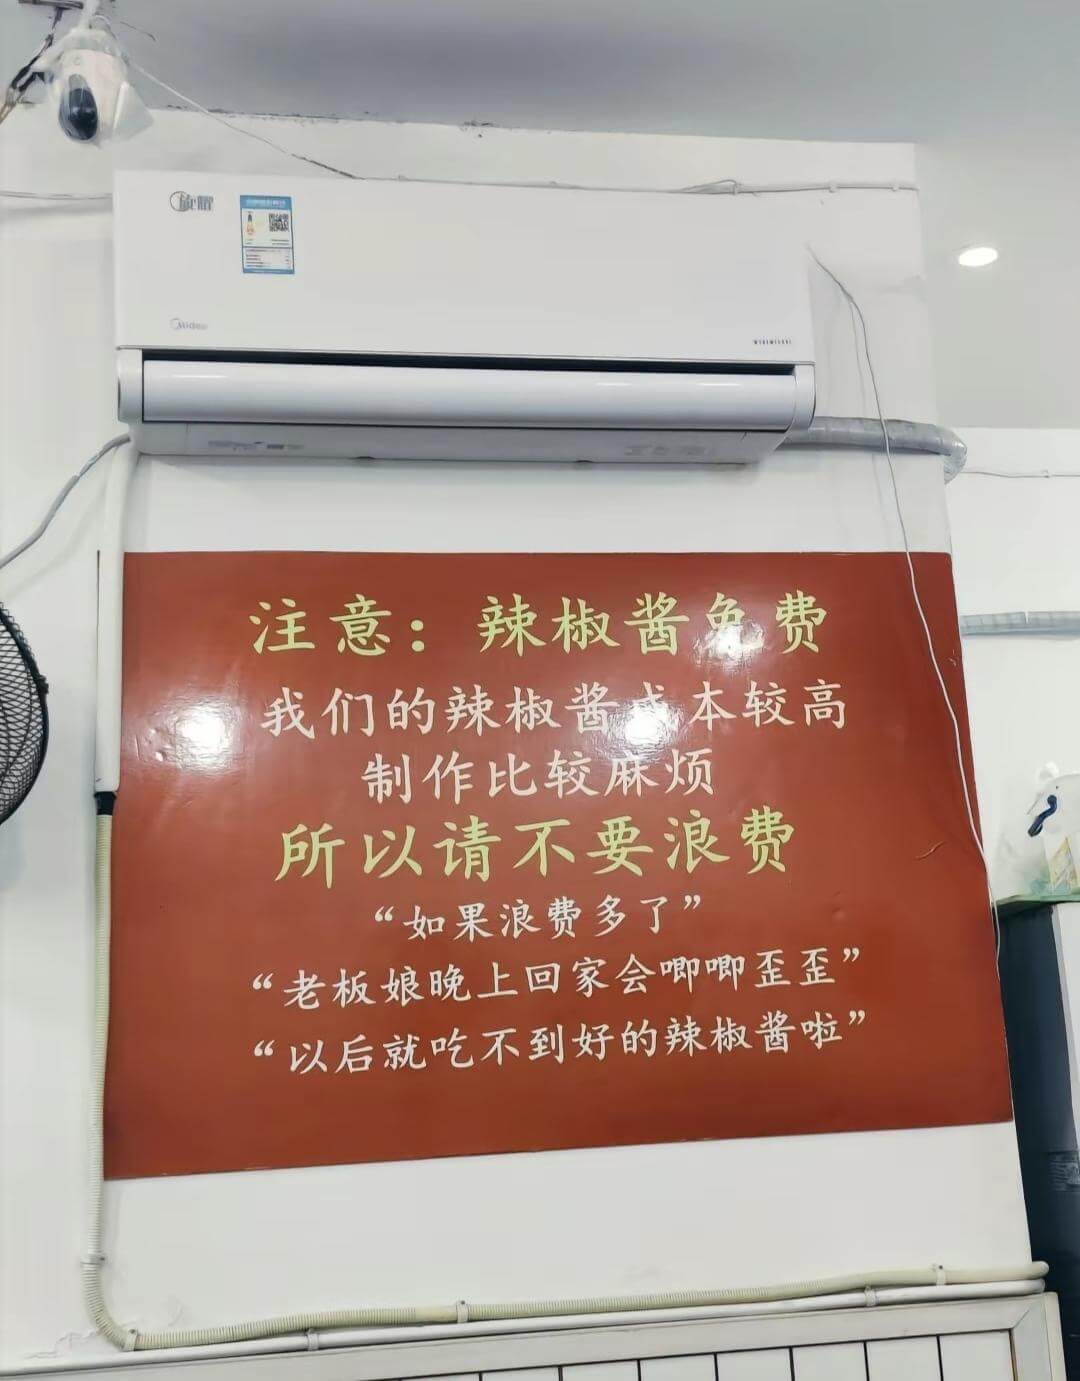 旋耀
Midea
注意：辣椒酱免费
我们的辣椒酱成本较高
制作比较麻烦
所以请不要浪费
“如果浪费多了”
“老板娘晚上回家会唧唧歪歪”
“以后就吃不到好的辣椒酱啦”